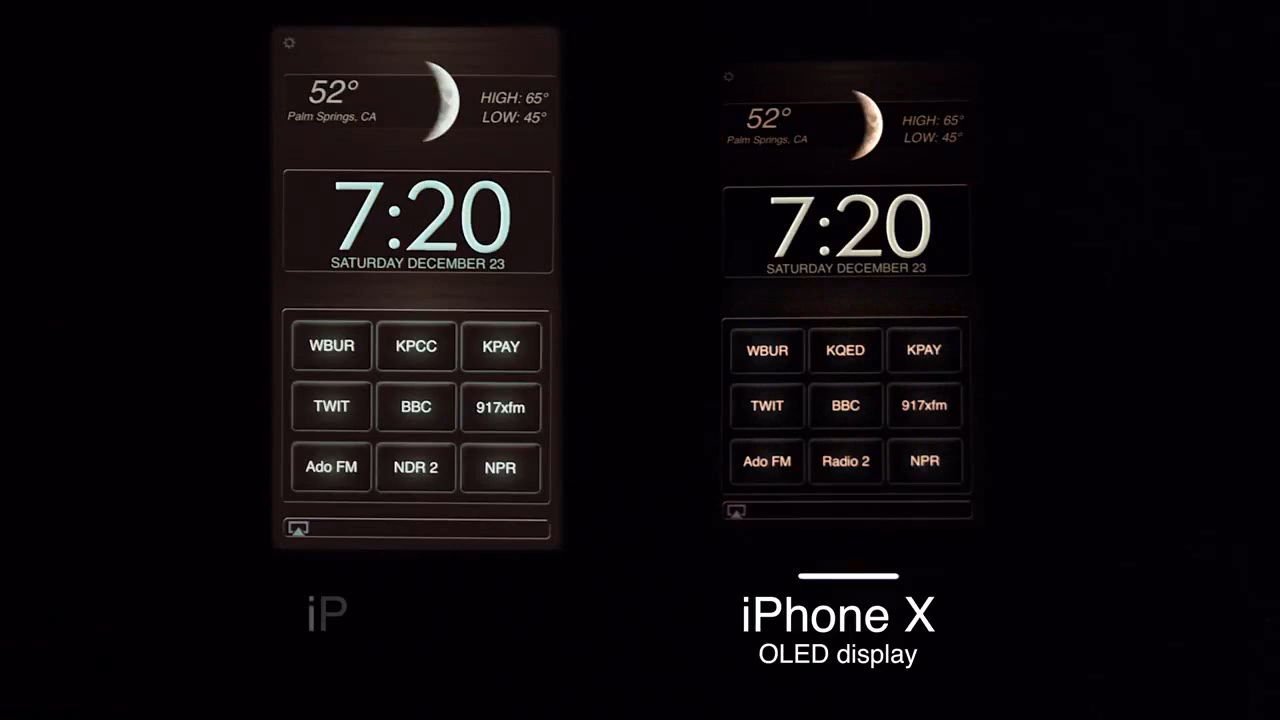 52°
Palm Springs, CA
HIGH: 65°
LOW: 45°
7:20
SATURDAY DECEMBER 23
WBUR KPCC KPAY
TWIT BBC 917xfm
Ado FM NDR 2 NPR
iP
52°
Palm Springs, CA
HIGH: 65°
LOW: 45°
7:20
SATURDAY DECEMBER 23
WBUR KQED KPAY
TWIT BBC 917xfm
Ado FM Radio 2 NPR
iPhone X
OLED display